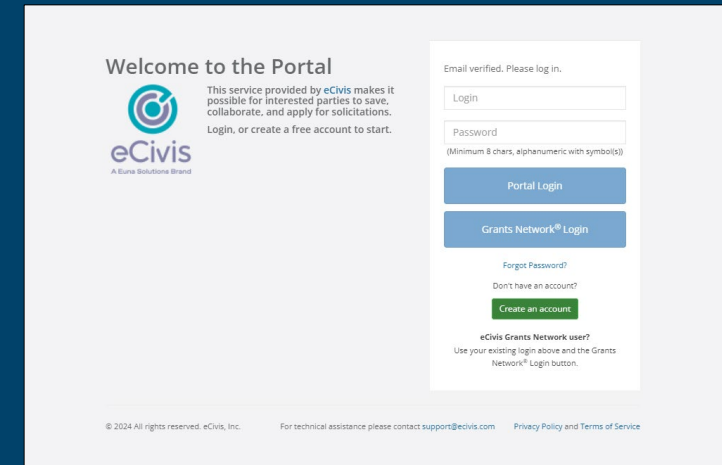 Welcome to the Portal
eCivis
A Euna Solutions Brand
This service provided by eCivis makes it
possible for interested parties to save,
collaborate, and apply for solicitations.
Login, or create a free account to start.
Email verified. Please log in.
Login
Password
(Minimum 8 chars, alphanumeric with symbol(s))
Portal Login
Grants Network® Login
Forgot Password?
Don't have an account?
Create an account
eCivis Grants Network user?
Use your existing login above and the Grants
Network® Login button.
© 2024 All rights reserved. eCivis, Inc. For technical assistance please contact support@ecivis.com Privacy Policy and Terms of Service